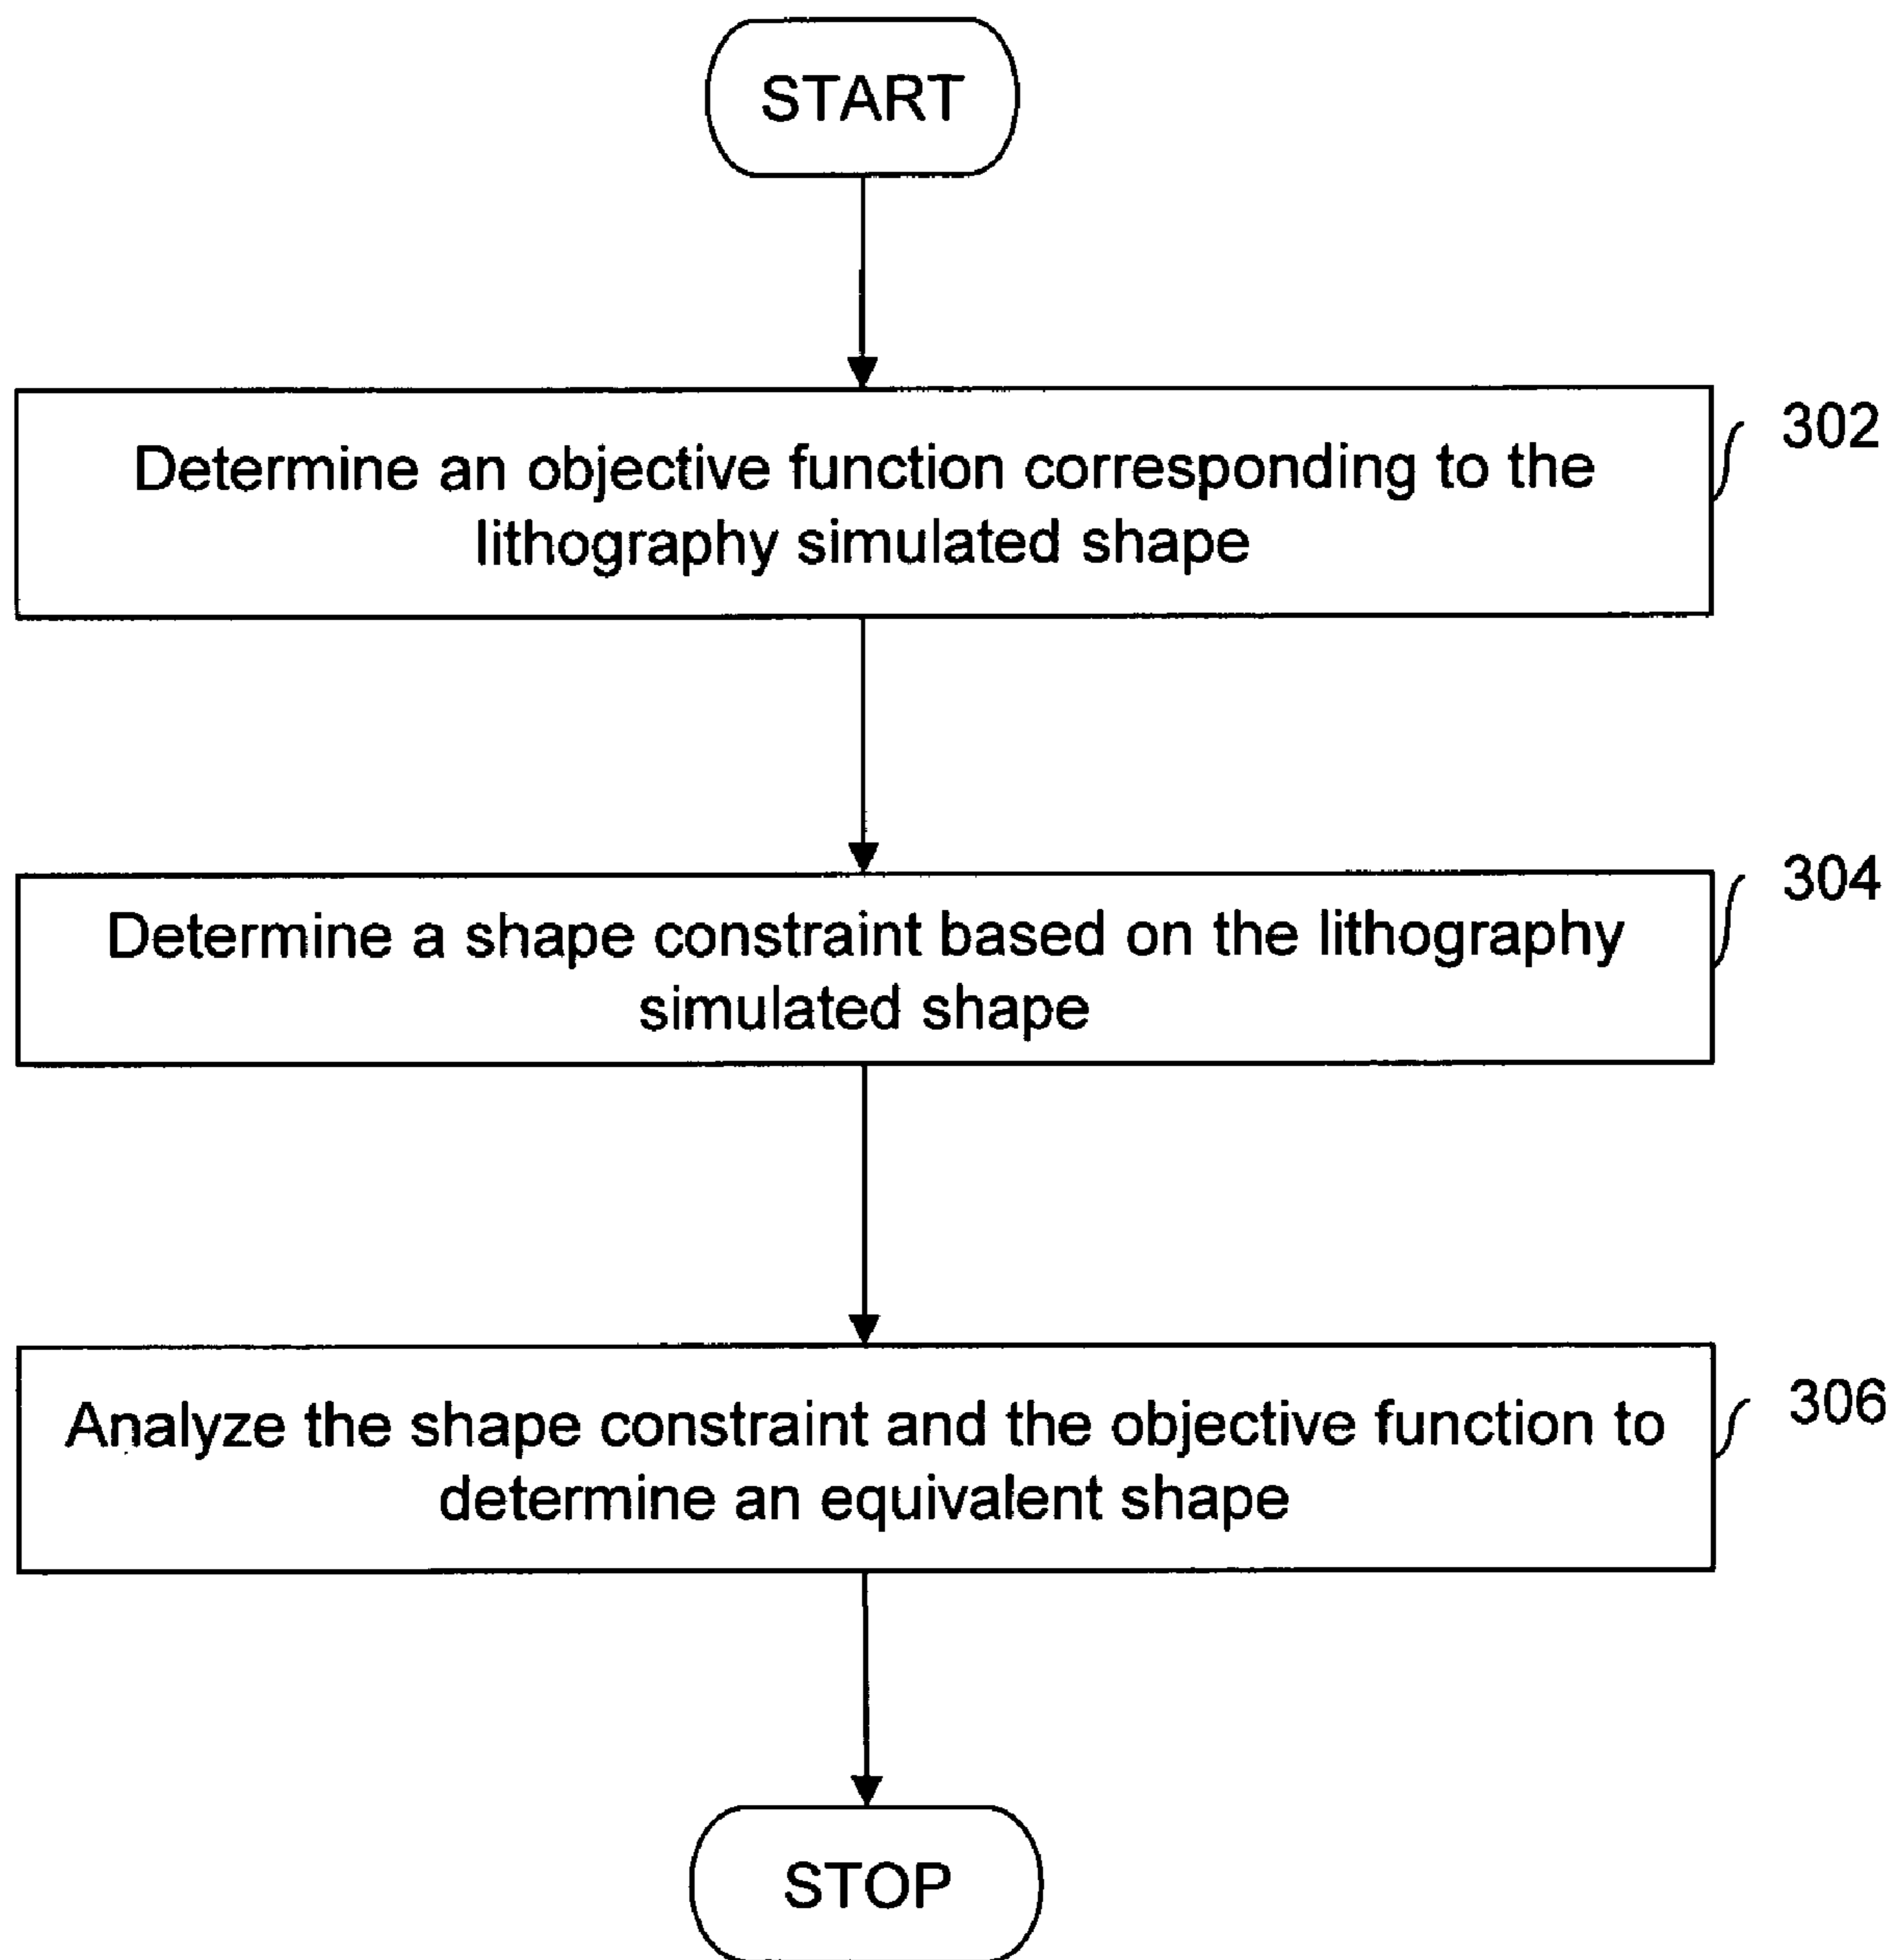 START
Determine an objective function corresponding to the
lithography simulated shape
302
Determine a shape constraint based on the lithography
simulated shape
304
Analyze the shape constraint and the objective function to
determine an equivalent shape
306
STOP